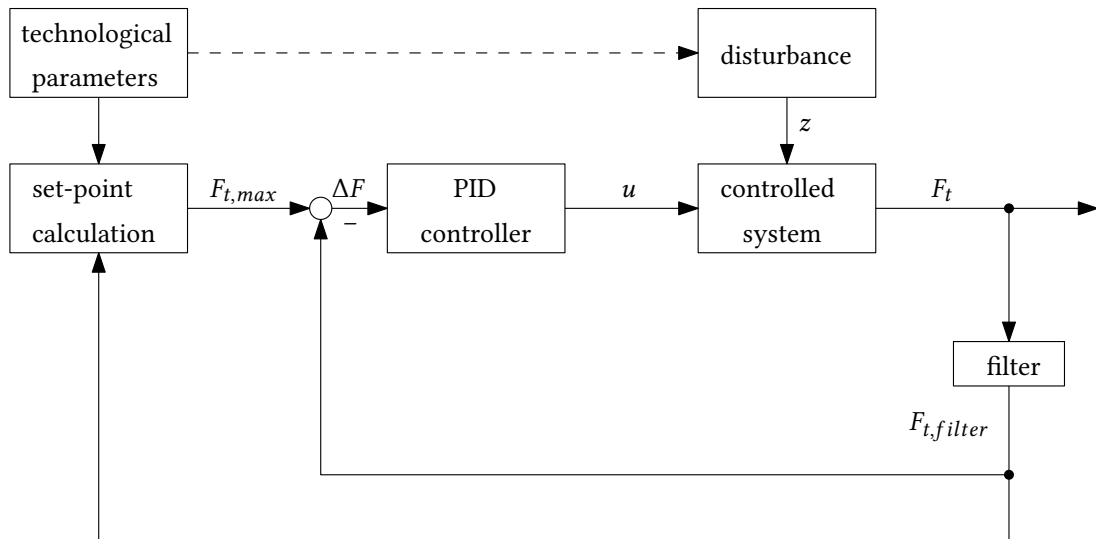 technological
parameters
disturbance
z
set-point
calculation
F_{t,max}
ΔF
−
PID
controller
u
controlled
system
F_t
filter
F_{t,filter}